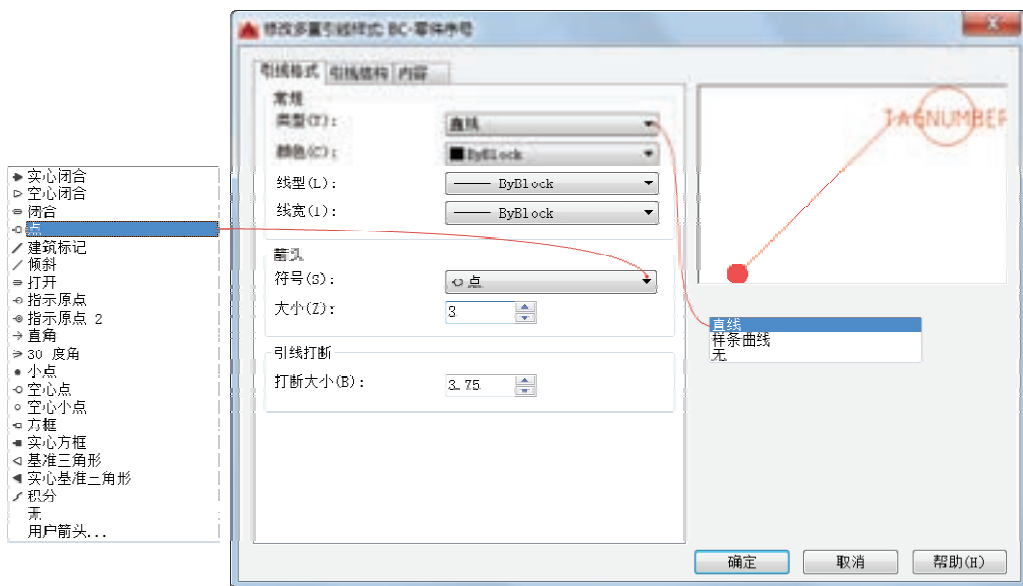 修改多重引线样式: BC-零件序号
引线格式 引线结构 内容
常规
类型(T): 直线
颜色(C): ByBlock
线型(L): ByBlock
线宽(I): ByBlock
箭头
符号(S): 点
大小(Z): 3
引线打断
打断大小(B): 3.75
TAGNUMBER
实心闭合
空心闭合
闭合
点
建筑标记
倾斜
打开
指示原点
指示原点 2
直角
30 度角
小点
空心点
空心小点
方框
实心方框
基准三角形
实心基准三角形
积分
无
用户箭头...
直线
样条曲线
无
确定 取消 帮助(H)